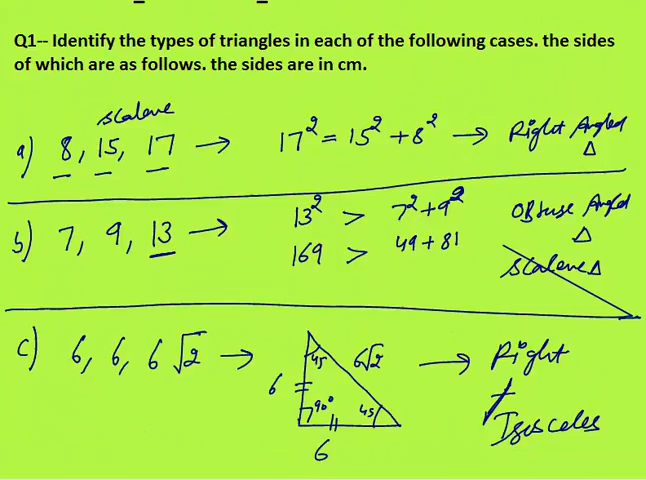 Q1-- Identify the types of triangles in each of the following cases. the sides
of which are as follows. the sides are in cm.
scalene
a) 8, 15, 17 → 17² = 15² + 8² → Right Angled Δ
b) 7, 9, 13 → 13² > 7² + 9² Obtuse Angled Δ
169 > 49 + 81 Scalene Δ
c) 6, 6, 6√2 → 6 45 6√2 → Right
90° 45 + Isosceles
6